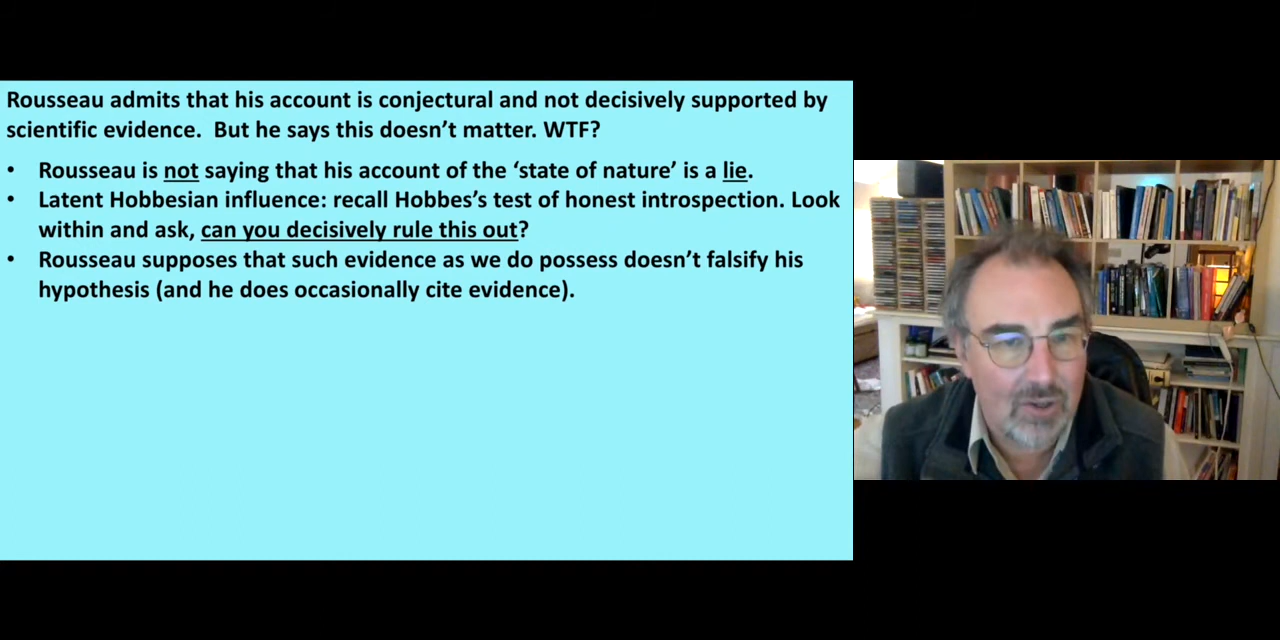 Rousseau admits that his account is conjectural and not decisively supported by
scientific evidence.  But he says this doesn’t matter. WTF?
• Rousseau is not saying that his account of the ‘state of nature’ is a lie.
• Latent Hobbesian influence: recall Hobbes’s test of honest introspection. Look
within and ask, can you decisively rule this out?
• Rousseau supposes that such evidence as we do possess doesn’t falsify his
hypothesis (and he does occasionally cite evidence).